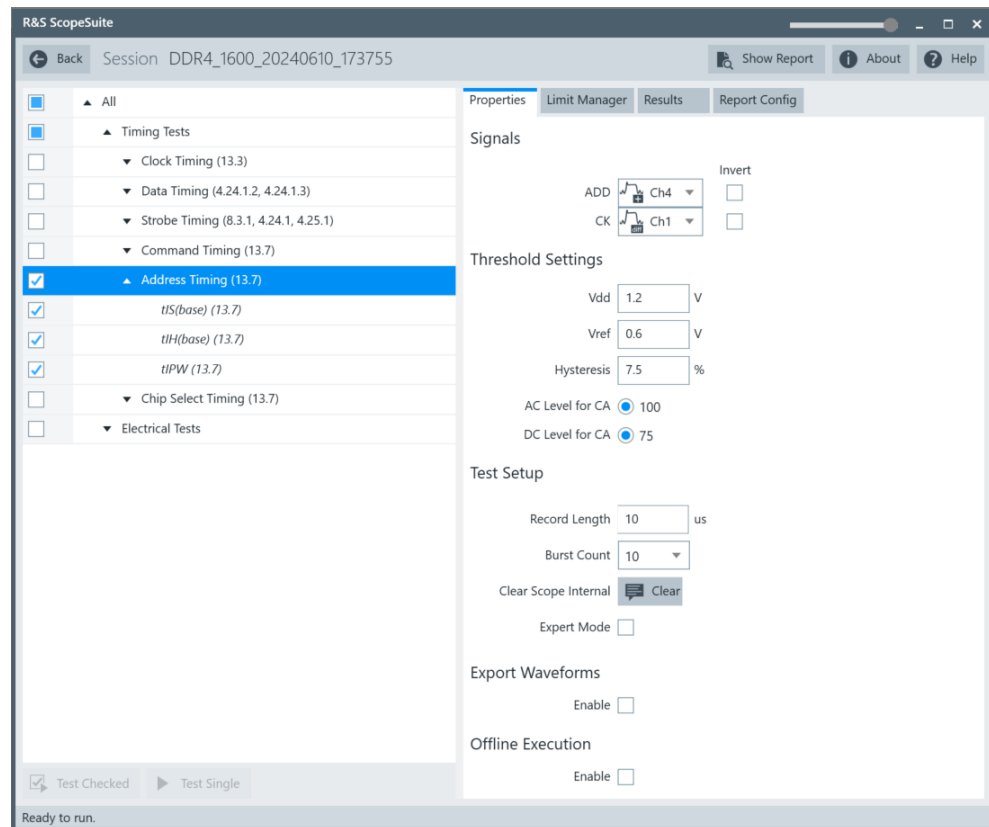 R&S ScopeSuite
Back Session DDR4_1600_20240610_173755 Show Report About Help
All
Timing Tests
Clock Timing (13.3)
Data Timing (4.24.1.2, 4.24.1.3)
Strobe Timing (8.3.1, 4.24.1, 4.25.1)
Command Timing (13.7)
Address Timing (13.7)
tIS(base) (13.7)
tIH(base) (13.7)
tIPW (13.7)
Chip Select Timing (13.7)
Electrical Tests
Test Checked Test Single
Properties Limit Manager Results Report Config
Signals
Invert
ADD Ch4
CK diff Ch1
Threshold Settings
Vdd 1.2 V
Vref 0.6 V
Hysteresis 7.5 %
AC Level for CA 100
DC Level for CA 75
Test Setup
Record Length 10 us
Burst Count 10
Clear Scope Internal Clear
Expert Mode
Export Waveforms
Enable
Offline Execution
Enable
Ready to run.